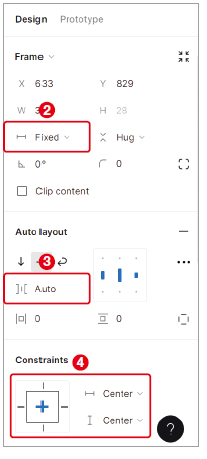 Design Prototype
Frame
X 633 Y 829
W 3 2 H 28
Fixed Hug
0° 0
Clip content
Auto layout
3
Auto
0 0
Constraints 4
Center
Center
?